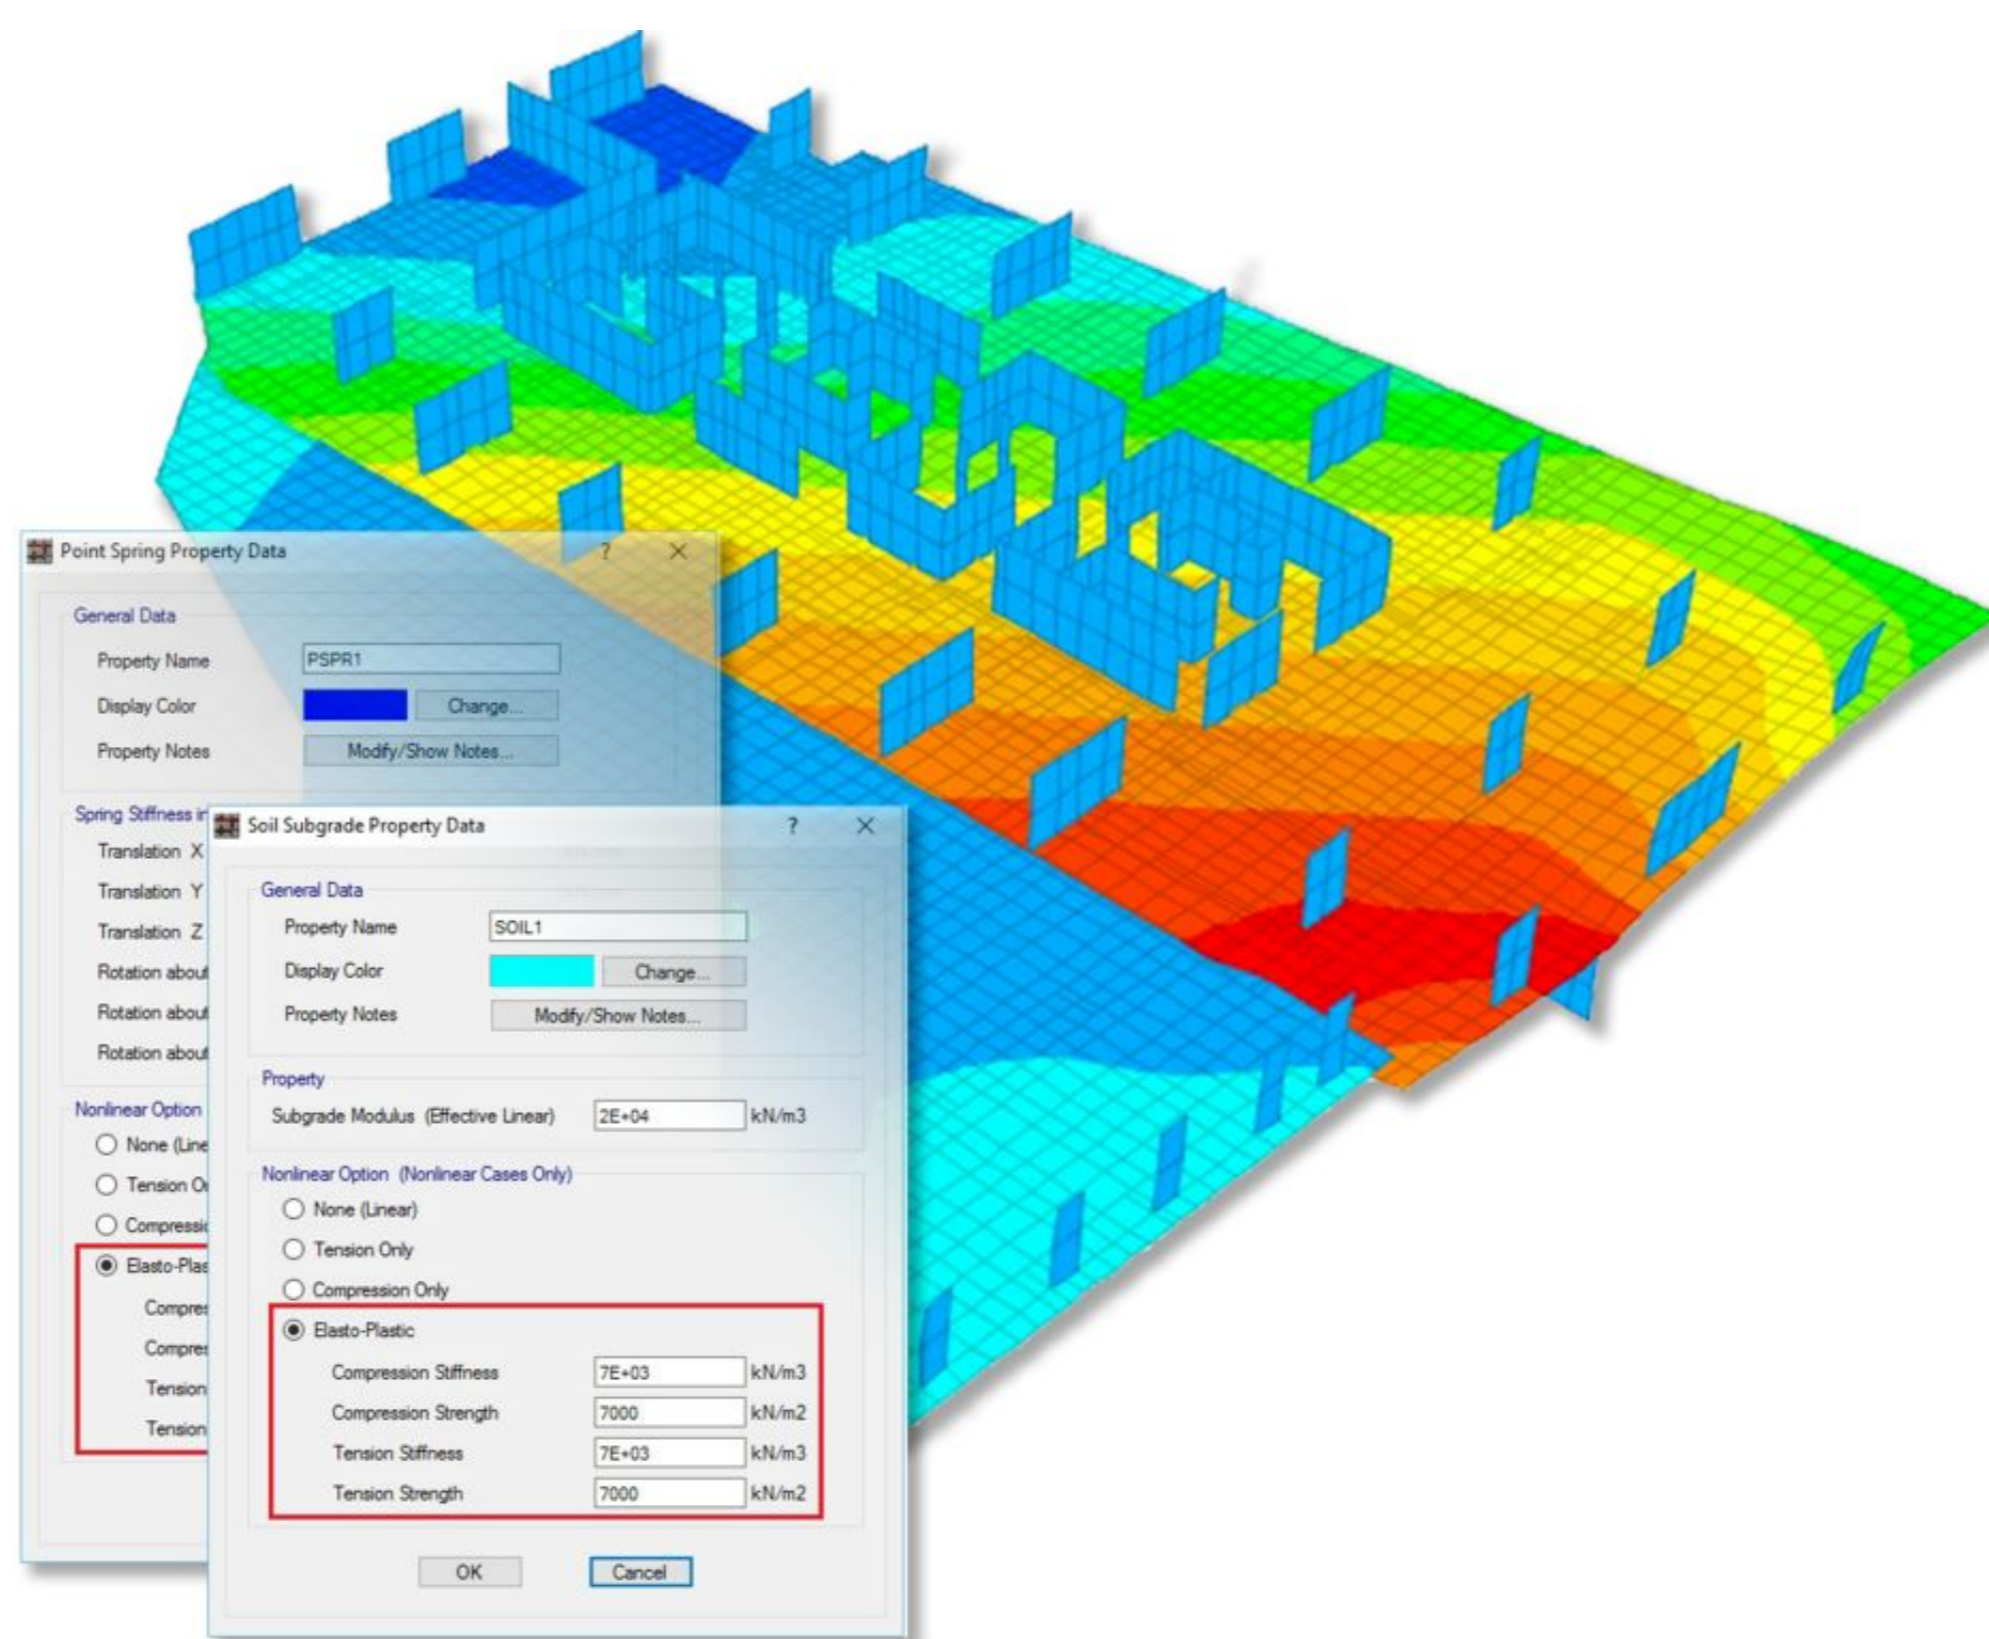 Point Spring Property Data ? ×
General Data
Property Name PSPR1
Display Color Change...
Property Notes Modify/Show Notes...
Spring Stiffness
Translation X
Translation Y
Translation Z
Rotation about
Rotation about
Rotation about
Nonlinear Option
None
Tension
Elasto-
Tension
Tension
Soil Subgrade Property Data ? ×
General Data
Property Name SOIL1
Display Color Change...
Property Notes Modify/Show Notes...
Property
Subgrade Modulus (Effective Linear) 2E+04 kN/m3
Nonlinear Option (Nonlinear Cases Only)
None (Linear)
Tension Only
Compression Only
Elasto-Plastic
Compression Stiffness 7E+03 kN/m3
Compression Strength 7000 kN/m2
Tension Stiffness 7E+03 kN/m3
Tension Strength 7000 kN/m2
OK Cancel